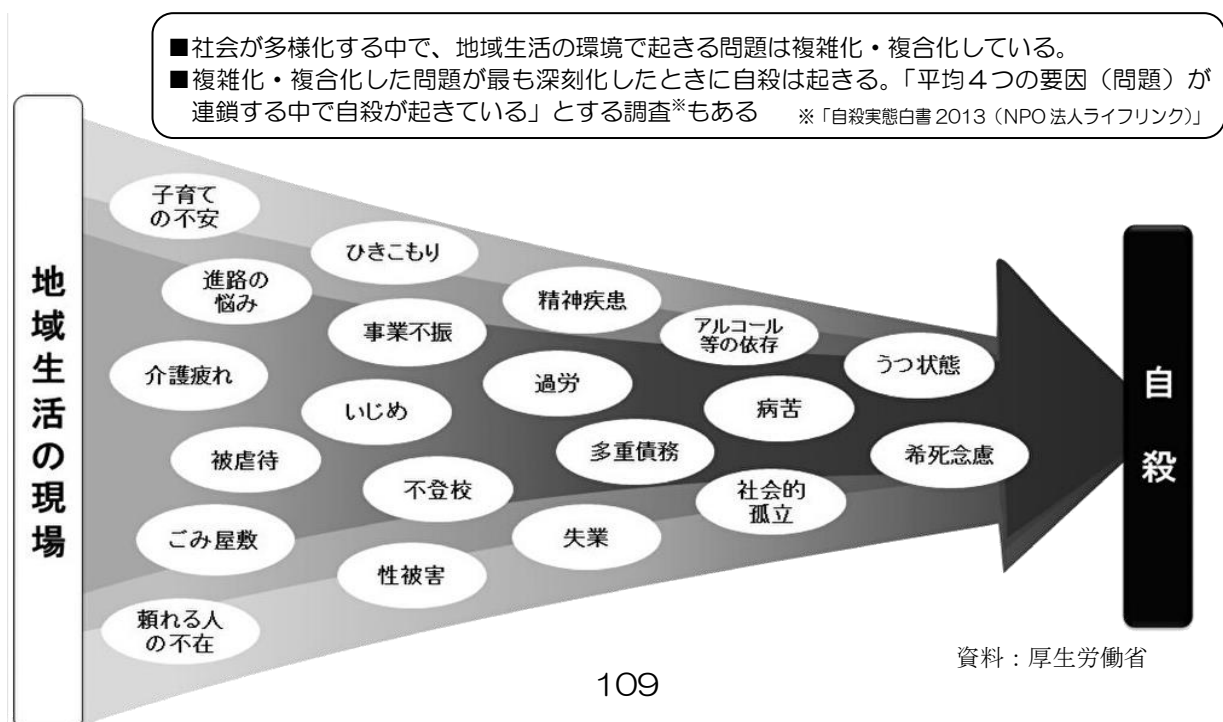 ■社会が多様化する中で、地域生活の環境で起きる問題は複雑化・複合化している。
■複雑化・複合化した問題が最も深刻化したときに自殺は起きる。「平均４つの要因（問題）が
連鎖する中で自殺が起きている」とする調査※もある　※「自殺実態白書 2013（NPO 法人ライフリンク）」
地域生活の現場
子育て
の不安
ひきこもり
進路の
悩み
精神疾患
事業不振
アルコール
等の依存
うつ状態
介護疲れ
過労
いじめ
病苦
被虐待
多重債務
希死念慮
不登校
社会的
孤立
ごみ屋敷
失業
性被害
頼れる人
の不在
自殺
資料：厚生労働省
109